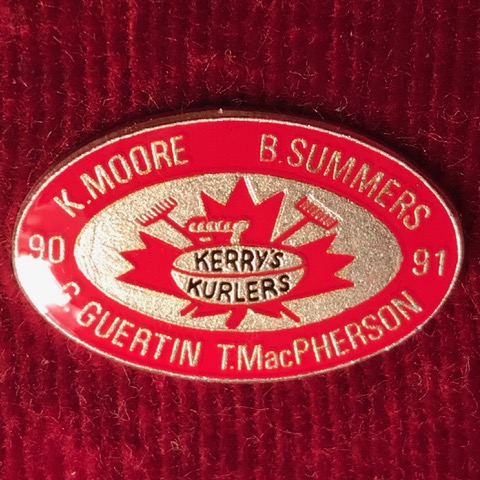 K.MOORE B.SUMMERS
90 91
KERRY'S
KURLERS
C.GUERTIN T.MacPHERSON